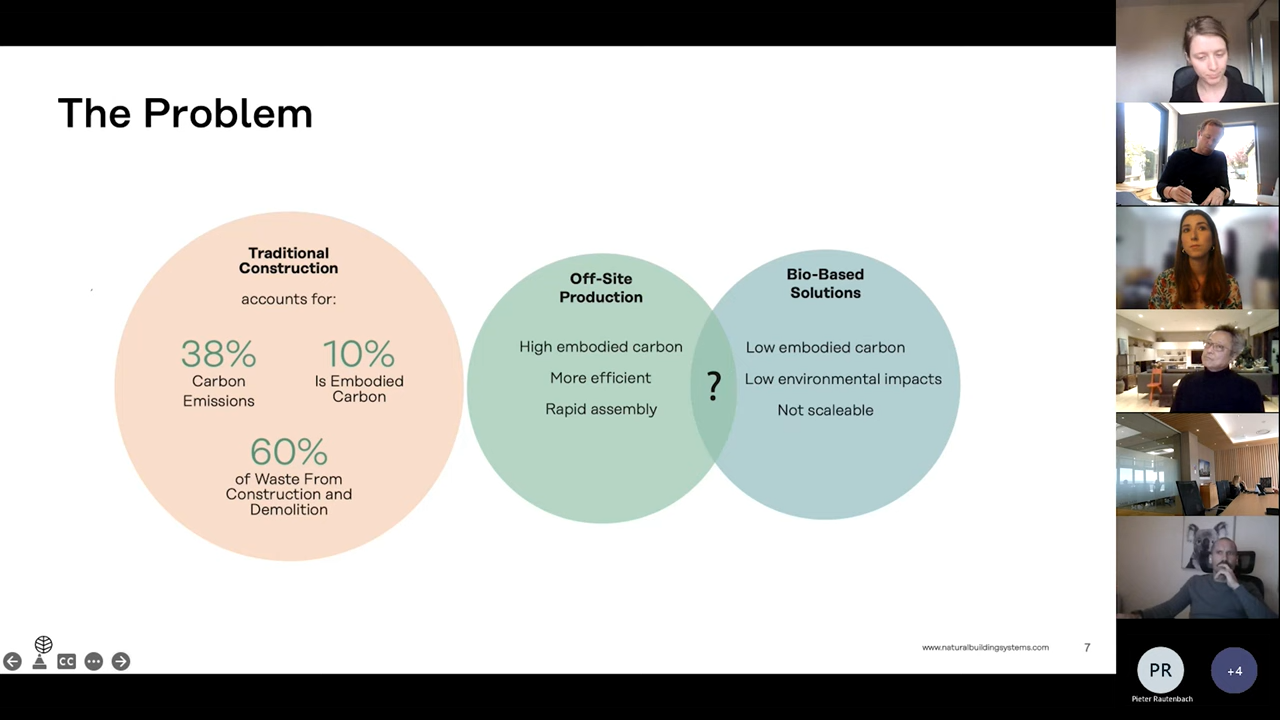 The Problem
Traditional
Construction
accounts for:
38%
Carbon
Emissions
10%
Is Embodied
Carbon
60%
of Waste From
Construction and
Demolition
Off-Site
Production
High embodied carbon
More efficient
Rapid assembly
?
Bio-Based
Solutions
Low embodied carbon
Low environmental impacts
Not scaleable
CC
www.naturalbuildingsystems.com
7
PR
Pieter Rautenbach
+4